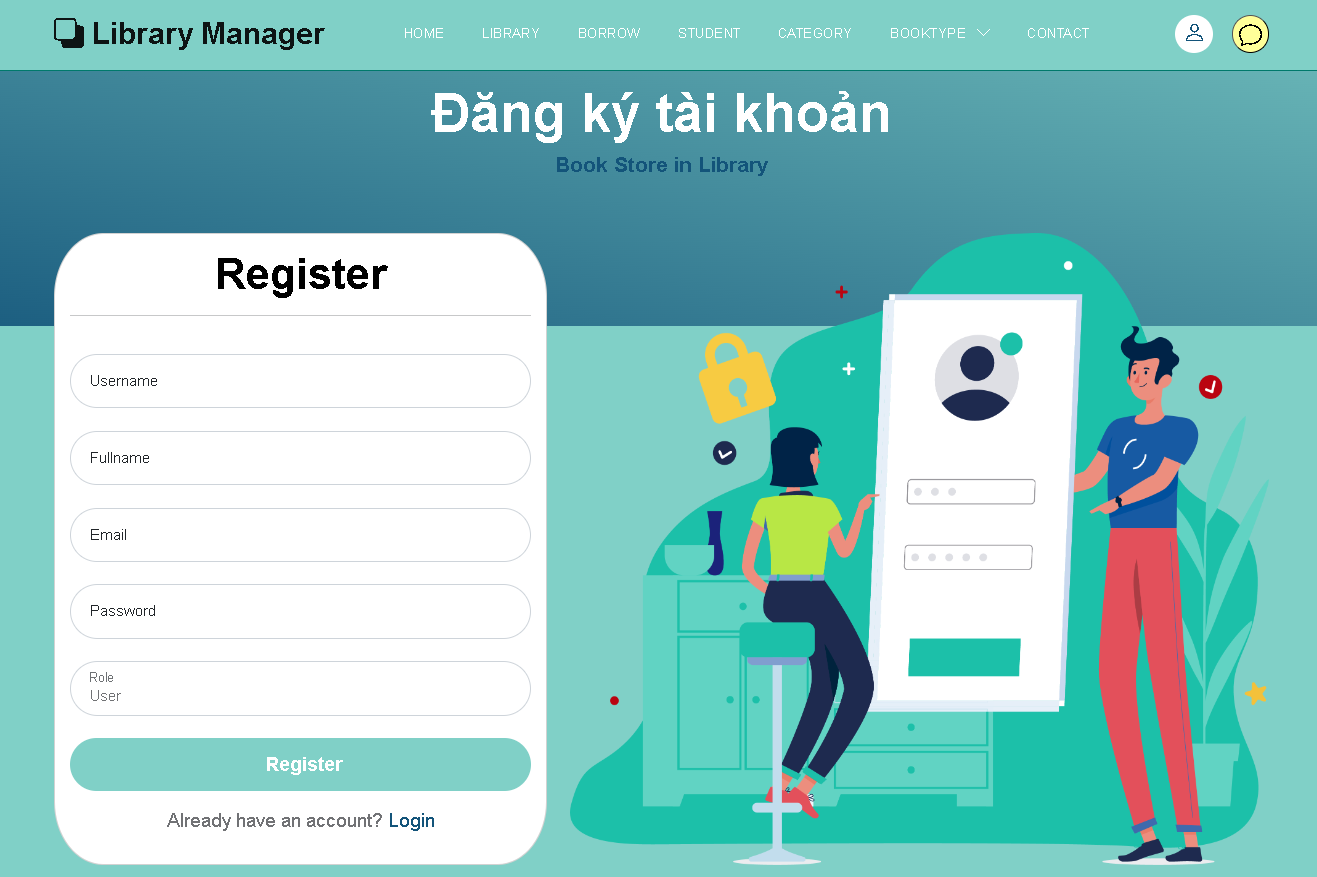 Library Manager
HOME LIBRARY BORROW STUDENT CATEGORY BOOKTYPE CONTACT
Đăng ký tài khoản
Book Store in Library
Register
Username
Fullname
Email
Password
Role
User
Register
Already have an account? Login